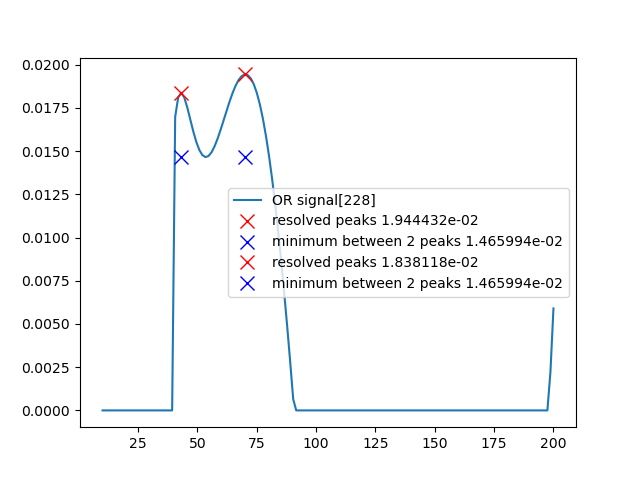 0.0200
0.0175
0.0150
0.0125
0.0100
0.0075
0.0050
0.0025
0.0000
OR signal[228]
resolved peaks 1.944432e-02
minimum between 2 peaks 1.465994e-02
resolved peaks 1.838118e-02
minimum between 2 peaks 1.465994e-02
25 50 75 100 125 150 175 200